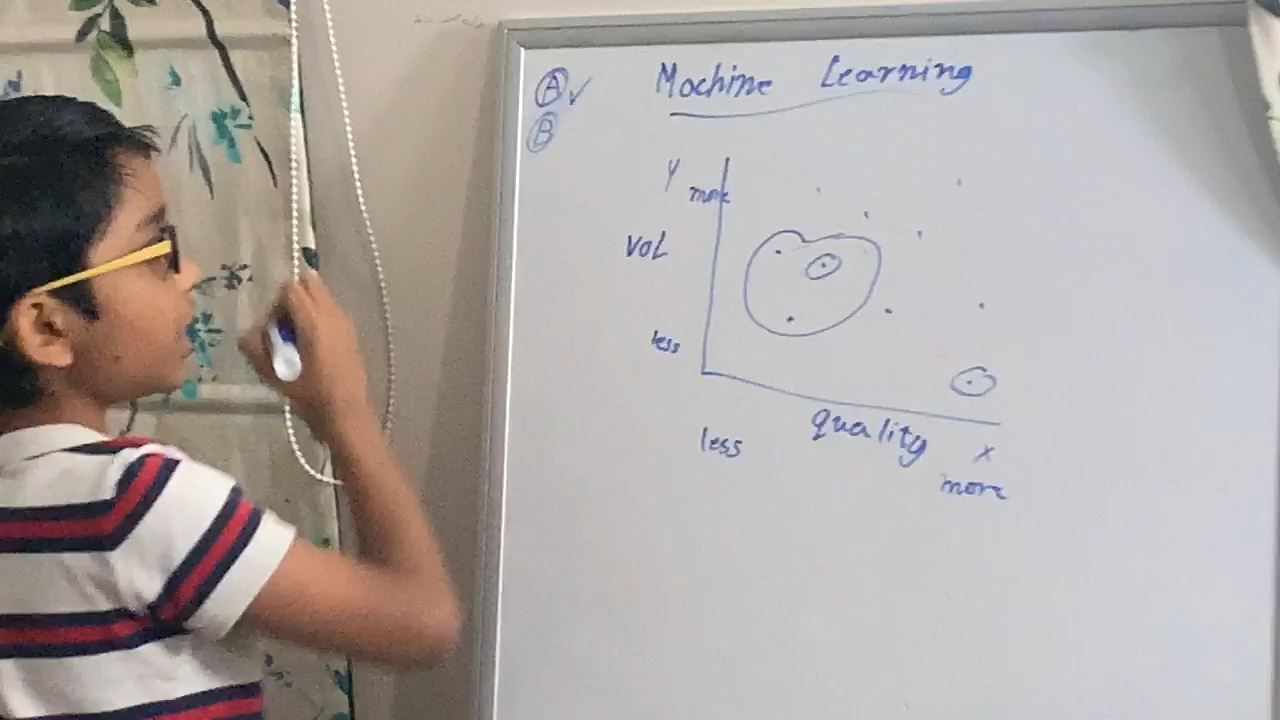 A ✓ Machine Learning
B
Y
more
VOL
less
quality
less
X
more